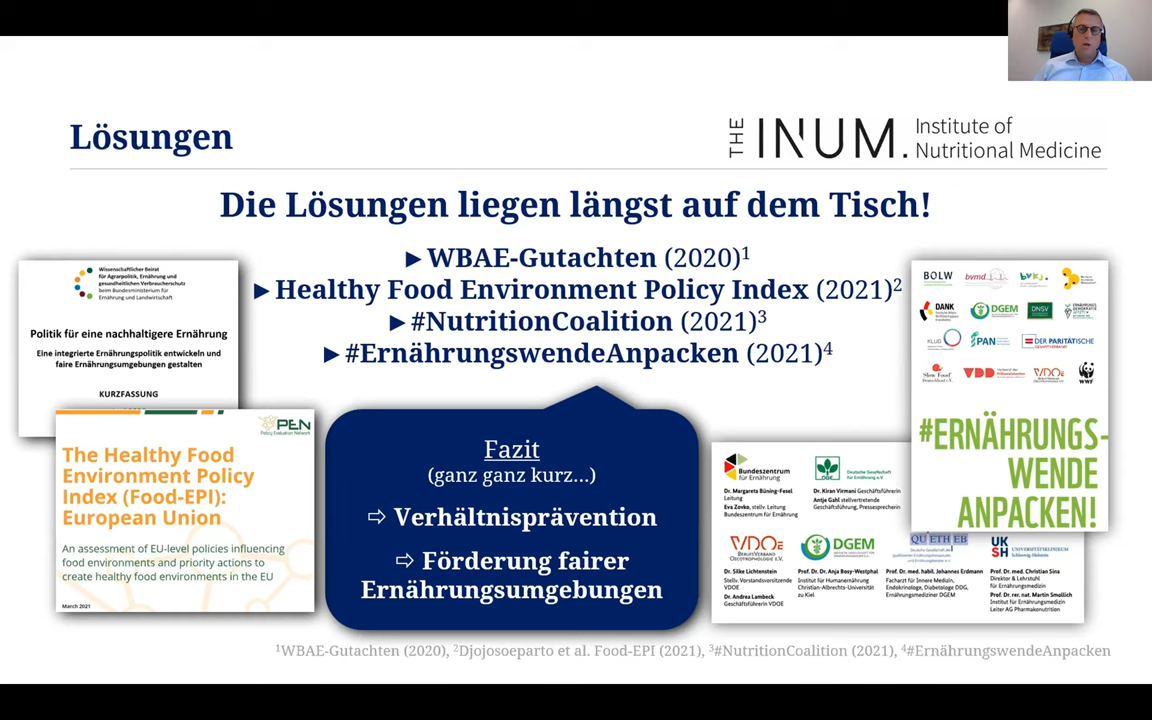 Lösungen
THE INUM.
Institute of
Nutritional Medicine
Die Lösungen liegen längst auf dem Tisch!
►WBAE-Gutachten (2020)¹
►Healthy Food Environment Policy Index (2021)²
►#NutritionCoalition (2021)³
►#ErnährungswendeAnpacken (2021)⁴
Wissenschaftlicher Beirat
für Agrarpolitik, Ernährung und
gesundheitlichen Verbraucherschutz
beim Bundesministerium für
Ernährung und Landwirtschaft
Politik für eine nachhaltigere Ernährung
Eine integrierte Ernährungspolitik entwickeln und
faire Ernährungsumgebungen gestalten
KURZFASSUNG
PEN
Policy Evaluation Network
The Healthy Food
Environment Policy
Index (Food-EPI):
European Union
An assessment of EU-level policies influencing
food environments and priority actions to
create healthy food environments in the EU
March 2021
Fazit
(ganz ganz kurz...)
⇨ Verhältnisprävention
⇨ Förderung fairer
Ernährungsumgebungen
Bundeszentrum
für Ernährung
Dr. Margareta Büning-Fesel
Leitung
Eva Zovko, stellv. Leitung
Bundeszentrum für Ernährung
DGE
Deutsche Gesellschaft
für Ernährung e.V.
Dr. Kiran Virmani Geschäftsführerin
Antje Gahl stellvertretende
Geschäftsführung, Pressesprecherin
VDOE
BERUFSVERBAND
OECOTROPHOLOGIE E.V.
Dr. Silke Lichtenstein
Stellv. Vorstandsvorsitzende
VDOE
Dr. Andrea Lambeck
Geschäftsführerin VDOE
DGEM
Prof. Dr. Dr. Anja Bosy-Westphal
Institut für Humanernährung
Christian-Albrechts-Universität
zu Kiel
QUETHEB
Prof. Dr. med. habil. Johannes Erdmann
Facharzt für Innere Medizin,
Endokrinologe, Diabetologe DDG,
Ernährungsmediziner DGEM
UK
SH
UNIVERSITÄTSKLINIKUM
Schleswig-Holstein
Prof. Dr. med. Christian Sina
Direktor & Lehrstuhl
für Ernährungsmedizin
Prof. Dr. rer. nat. Martin Smollich
Institut für Ernährungsmedizin
Leiter AG Pharmakonutrition
BÖLW
bvmd
bvkj.
DANK
DGEM
DNSV
ERNÄHRUNGS
DEMOKRATIE
KLUG
PAN
DER PARITÄTISCHE
GESAMTVERBAND
Slow Food
Deutschland e.V.
VDD
VDOE
WWF
#ERNÄHRUNGS-
WENDE
ANPACKEN!
¹WBAE-Gutachten (2020), ²Djojosoeparto et al. Food-EPI (2021), ³#NutritionCoalition (2021), ⁴#ErnährungswendeAnpacken